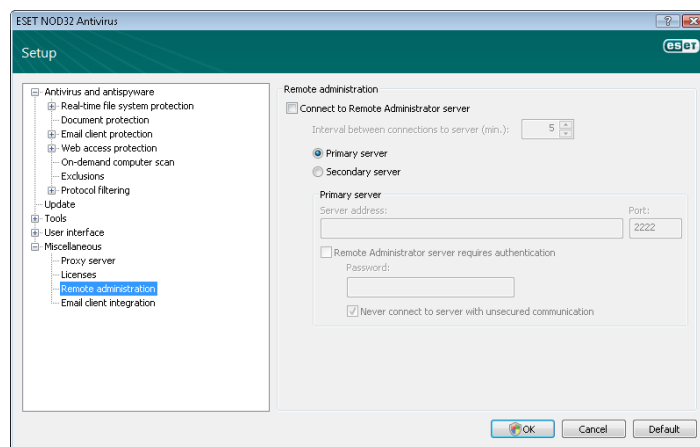 ESET NOD32 Antivirus
Setup
eset
Antivirus and antispyware
Real-time file system protection
Document protection
Email client protection
Web access protection
On-demand computer scan
Exclusions
Protocol filtering
Update
Tools
User interface
Miscellaneous
Proxy server
Licenses
Remote administration
Email client integration
Remote administration
Connect to Remote Administrator server
Interval between connections to server (min.): 5
Primary server
Secondary server
Primary server
Server address: Port:
2222
Remote Administrator server requires authentication
Password:
Never connect to server with unsecured communication
OK Cancel Default